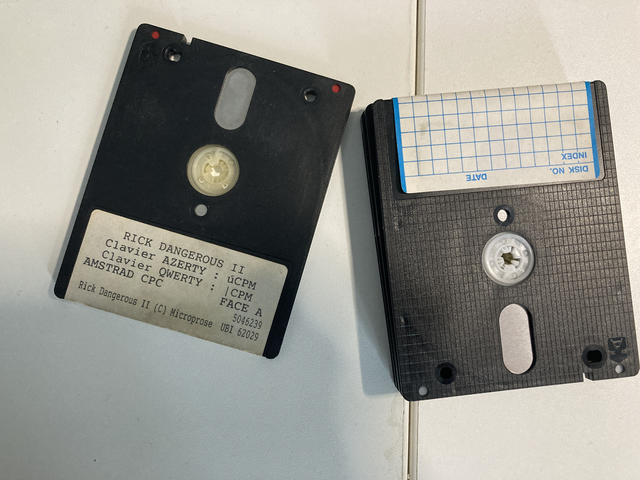 RICK DANGEROUS II
Clavier AZERTY : ùCPM
Clavier QWERTY : |CPM
AMSTRAD CPC
FACE A
5046239
Rick Dangerous II (C) Microprose UBI 62029
DISK NO.
INDEX
DATE
A